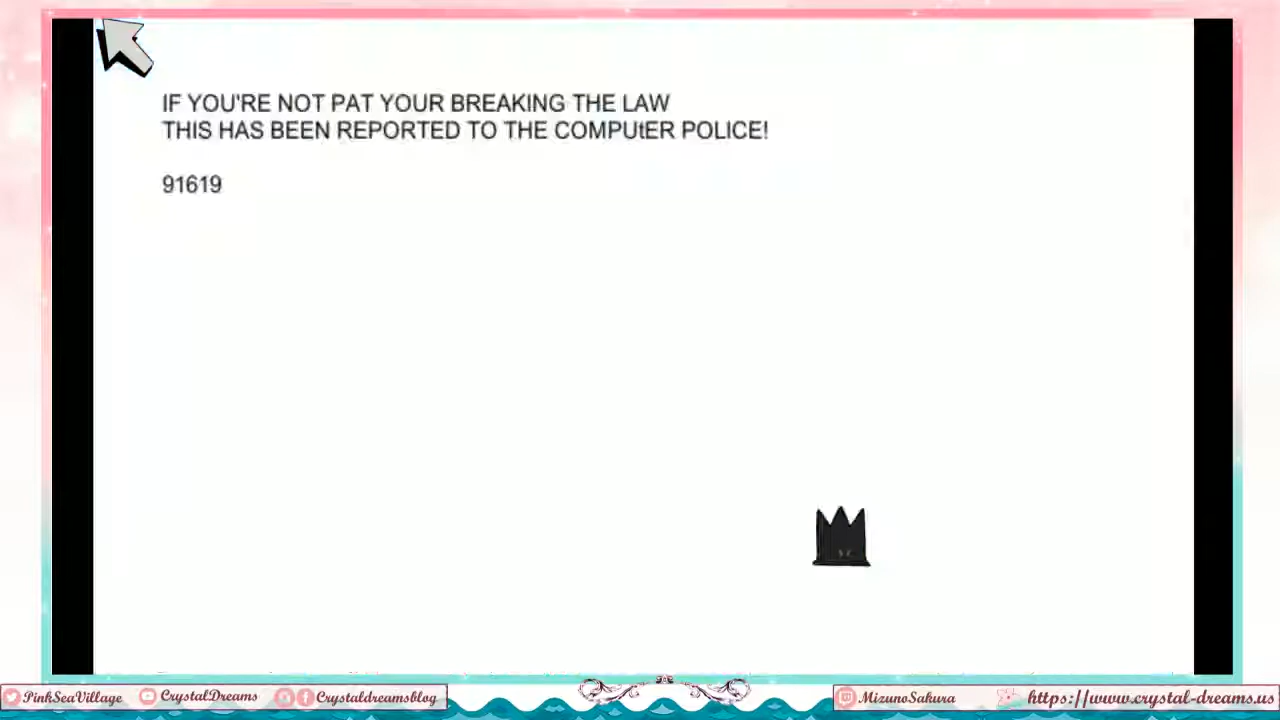 IF YOU'RE NOT PAT YOUR BREAKING THE LAW
THIS HAS BEEN REPORTED TO THE COMPUtER POLICE!
91619
PinkSeaVillage
CrystalDreams
Crystaldreamsblog
MizunoSakura
https://www.crystal-dreams.us